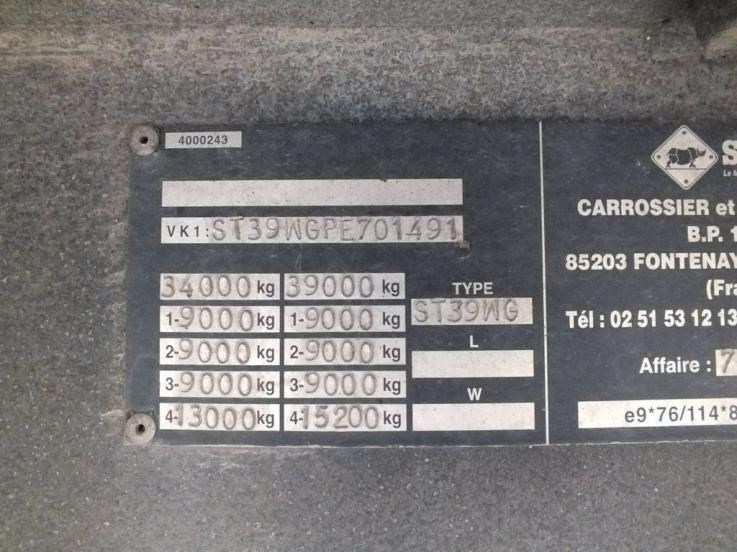 4000243
VK1: ST39WGPE701491
34000 kg 39000 kg
1-9000 kg 1-9000 kg
2-9000 kg 2-9000 kg
3-9000 kg 3-9000 kg
4-13000 kg 4-15200 kg
TYPE
ST39WG
L
W
CARROSSIER et
B.P. 1
85203 FONTENAY
(Fra
Tél : 02 51 53 12 13
Affaire : 7
e9*76/114*8